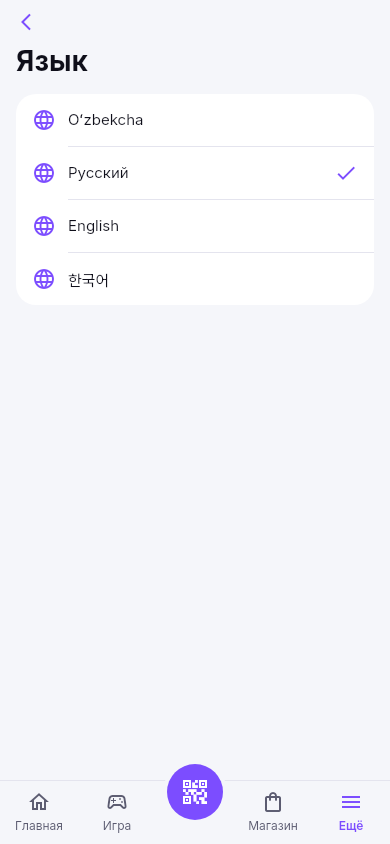 Язык
Oʻzbekcha
Русский
English
한국어
Главная
Игра
Магазин
Ещё